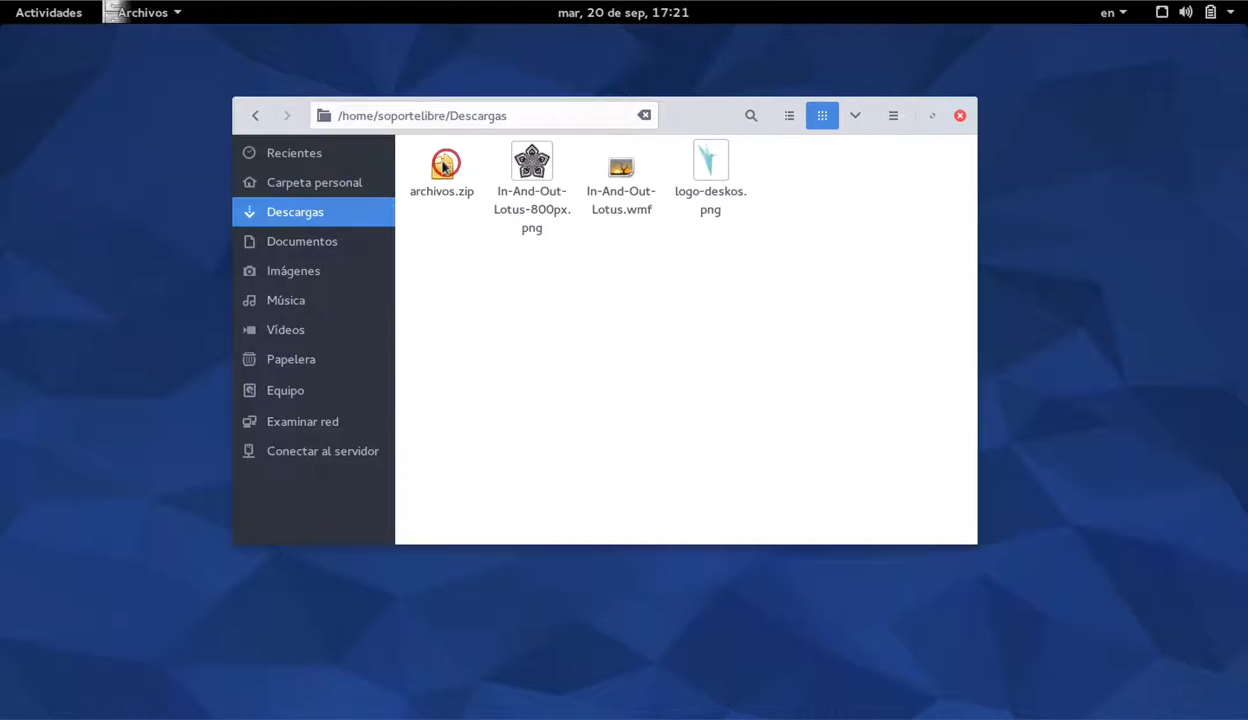 Actividades
Archivos
mar, 20 de sep, 17:21
en
/home/soportelibre/Descargas
Recientes
Carpeta personal
Descargas
Documentos
Imágenes
Música
Vídeos
Papelera
Equipo
Examinar red
Conectar al servidor
archivos.zip
In-And-Out-
Lotus-800px.
png
In-And-Out-
Lotus.wmf
logo-deskos.
png